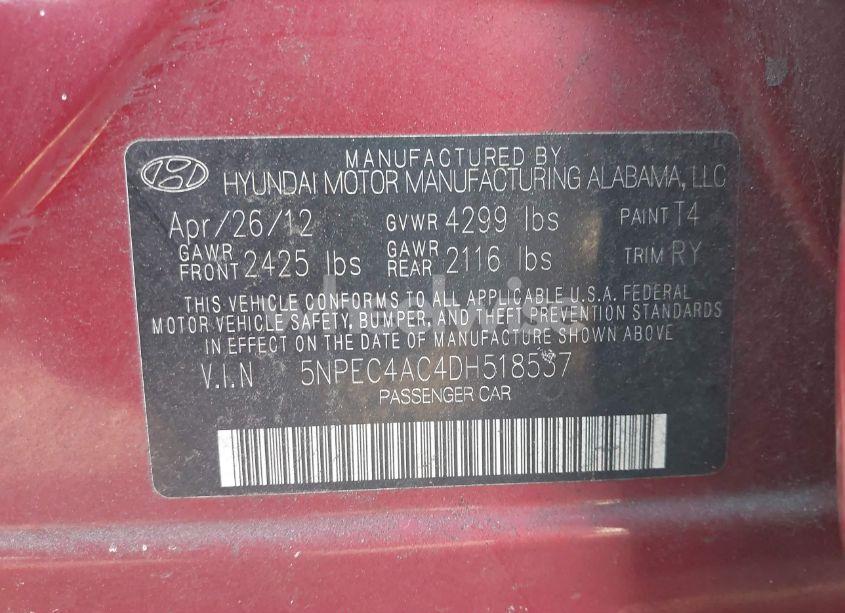 MANUFACTURED BY
HYUNDAI MOTOR MANUFACTURING ALABAMA, LLC
Apr/26/12 GVWR 4299 lbs PAINT T4
GAWR FRONT 2425 lbs GAWR REAR 2116 lbs TRIM RY
THIS VEHICLE CONFORMS TO ALL APPLICABLE U.S.A. FEDERAL
MOTOR VEHICLE SAFETY, BUMPER, AND THEFT PREVENTION STANDARDS
IN EFFECT ON THE DATE OF MANUFACTURE SHOWN ABOVE
V.I.N 5NPEC4AC4DH518537
PASSENGER CAR